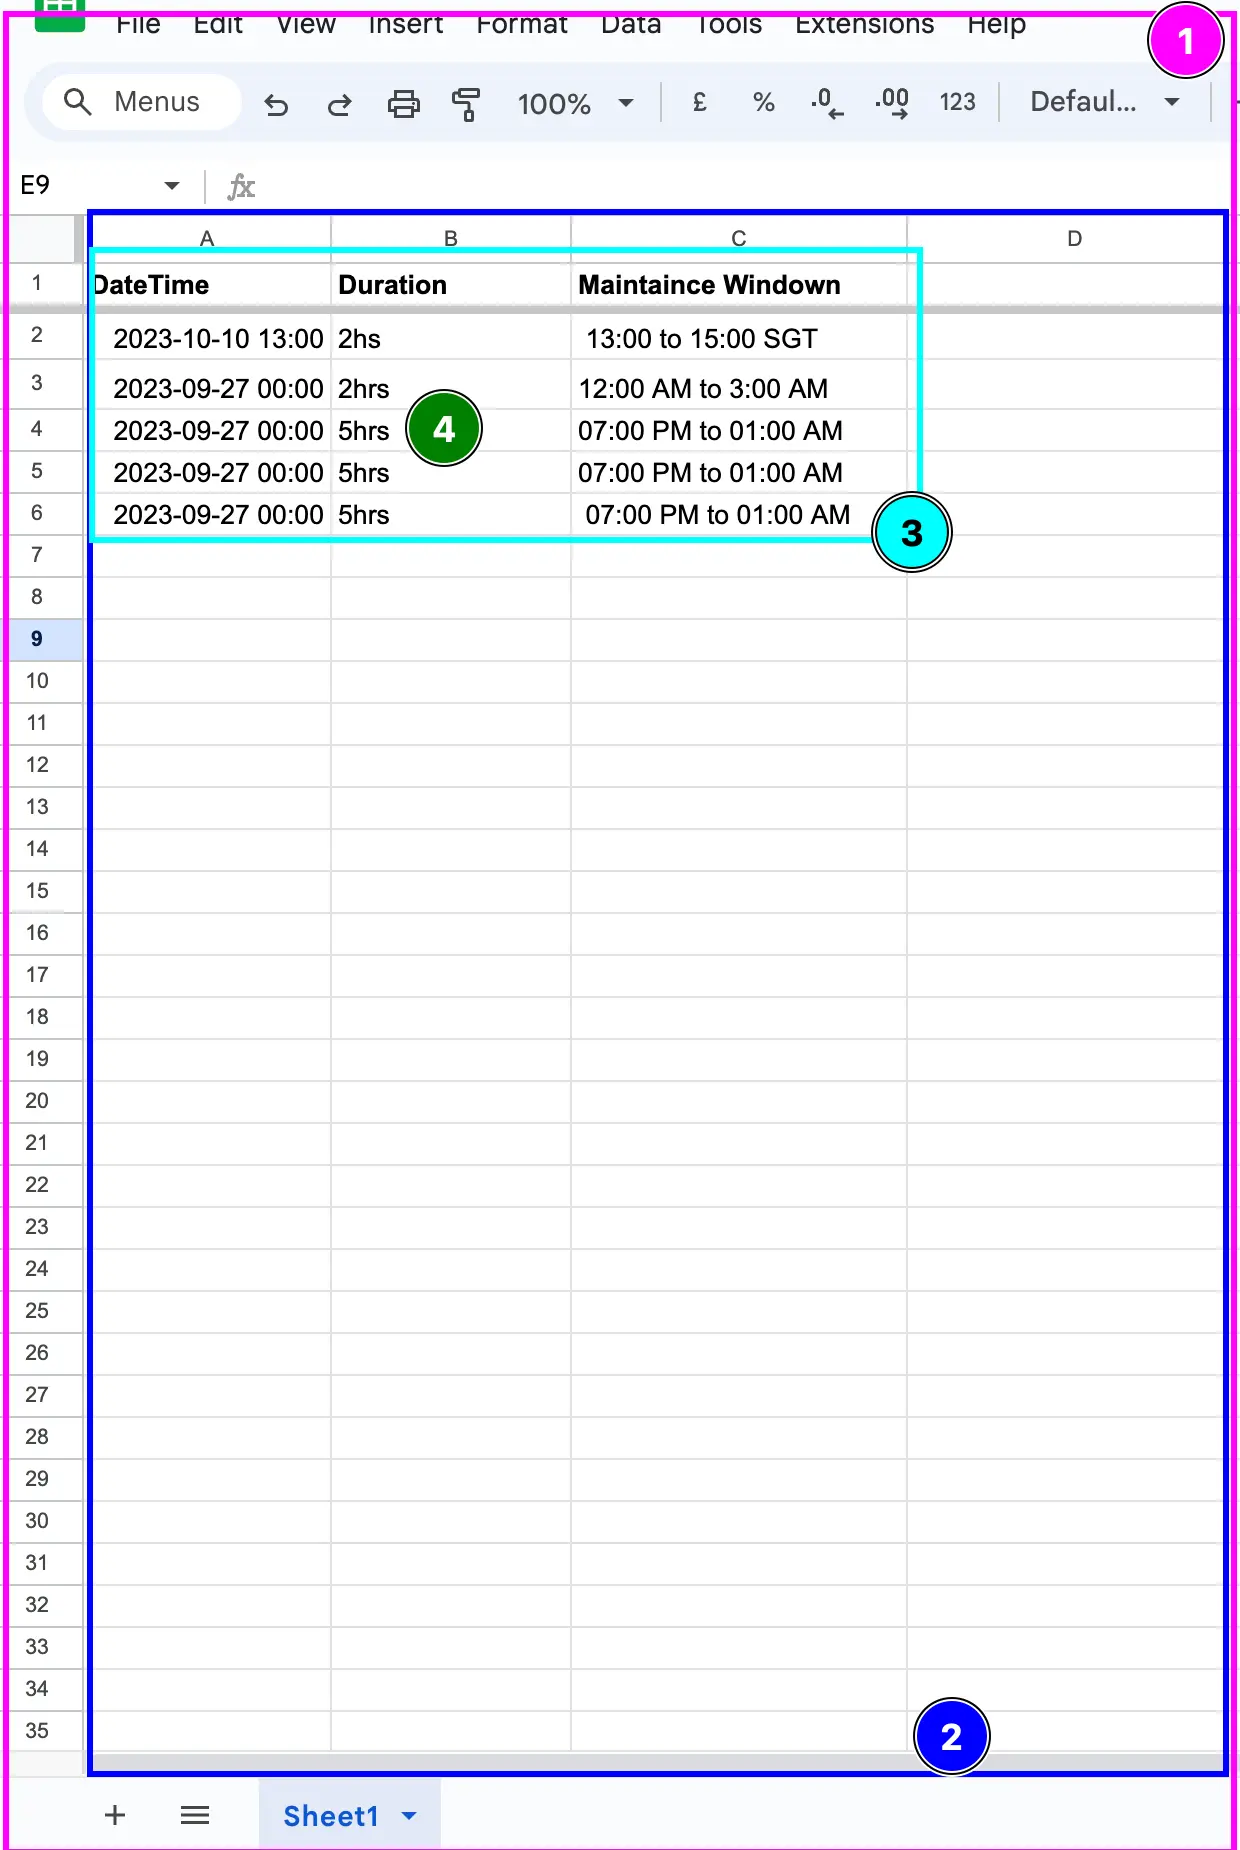 File Edit View Insert Format Data Tools Extensions Help
1
Menus 100% £ % .0 .00 123 Defaul...
E9 fx
A B C D
1 DateTime Duration Maintaince Windown
2 2023-10-10 13:00 2hs 13:00 to 15:00 SGT
3 2023-09-27 00:00 2hrs 12:00 AM to 3:00 AM
4 2023-09-27 00:00 5hrs 4 07:00 PM to 01:00 AM
5 2023-09-27 00:00 5hrs 07:00 PM to 01:00 AM
6 2023-09-27 00:00 5hrs 07:00 PM to 01:00 AM
3
7
8
9
10
11
12
13
14
15
16
17
18
19
20
21
22
23
24
25
26
27
28
29
30
31
32
33
34
35
2
Sheet1